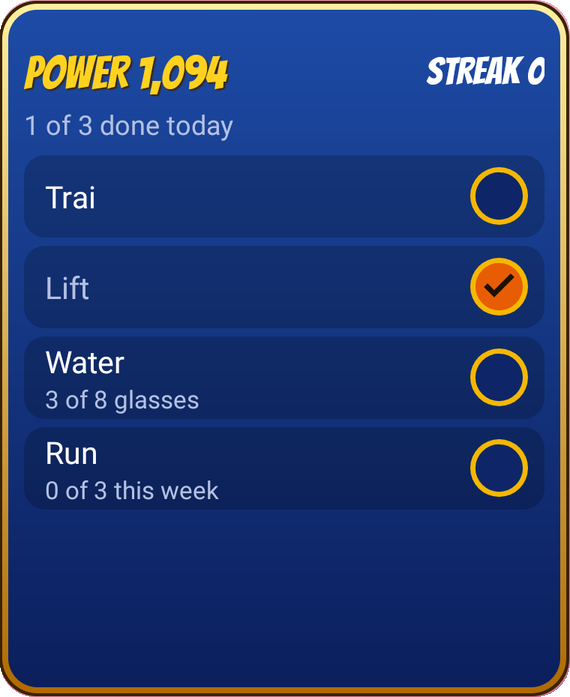 POWER 1,094
STREAK 0
1 of 3 done today
Trai
Lift
Water
3 of 8 glasses
Run
0 of 3 this week